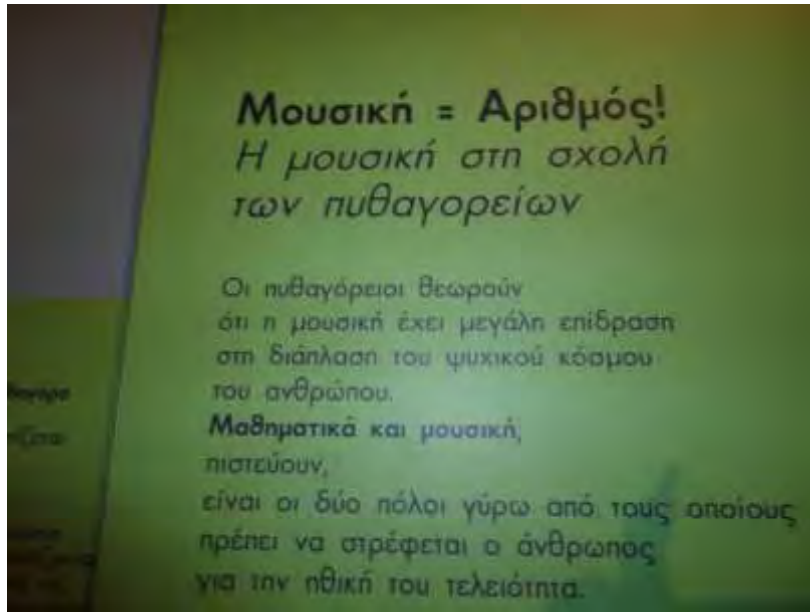 Μουσική = Αριθμός!
Η μουσική στη σχολή
των πυθαγορείων
Οι πυθαγόρειοι θεωρούν
ότι η μουσική έχει μεγάλη επίδραση
στη διάπλαση του ψυχικού κόσμου
του ανθρώπου.
Μαθηματικά και μουσική,
πιστεύουν,
είναι οι δύο πόλοι γύρω από τους οποίους
πρέπει να στρέφεται ο άνθρωπος
για την ηθική του τελειότητα.